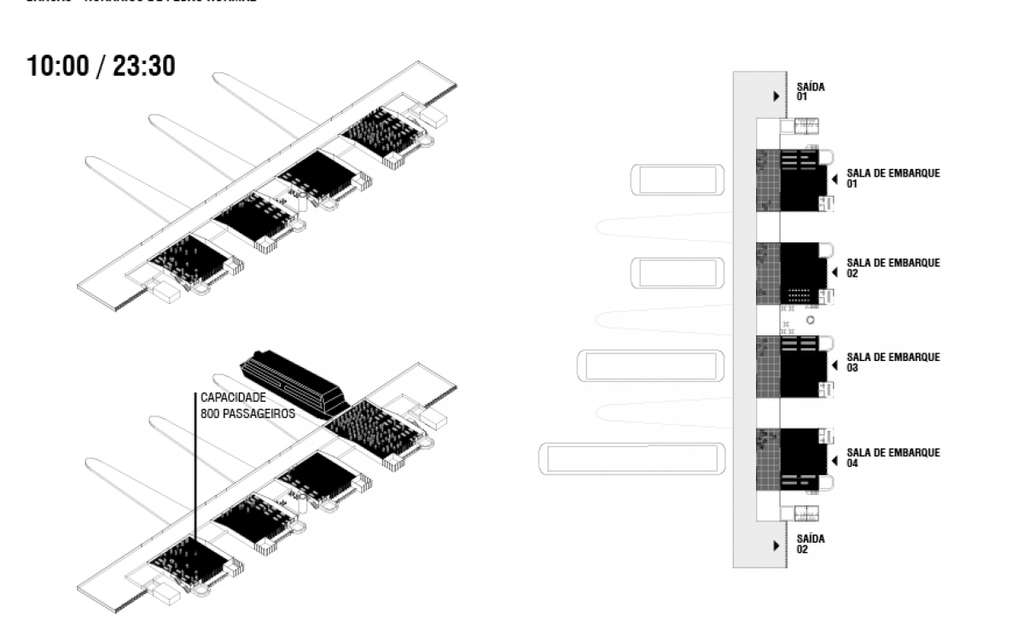 10:00 / 23:30
CAPACIDADE
800 PASSAGEIROS
SAÍDA
01
SALA DE EMBARQUE
01
SALA DE EMBARQUE
02
SALA DE EMBARQUE
03
SALA DE EMBARQUE
04
SAÍDA
02